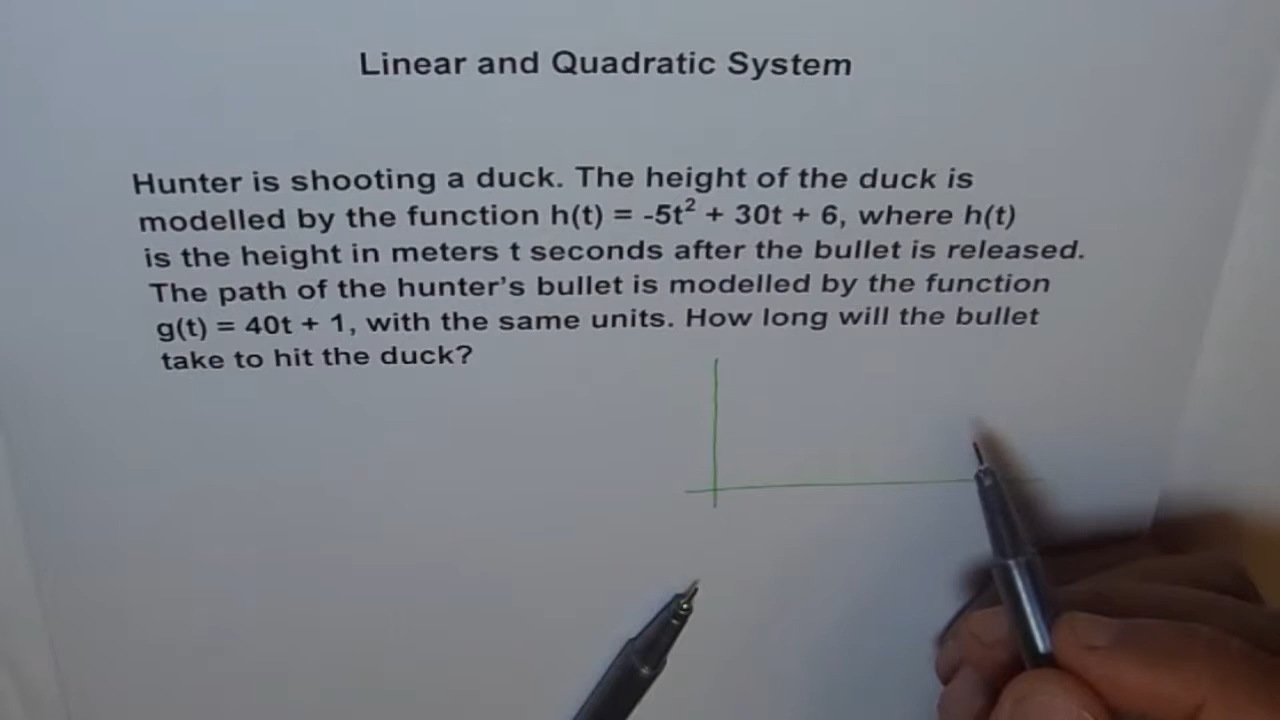 Linear and Quadratic System
Hunter is shooting a duck. The height of the duck is
modelled by the function h(t) = -5t² + 30t + 6, where h(t)
is the height in meters t seconds after the bullet is released.
The path of the hunter's bullet is modelled by the function
g(t) = 40t + 1, with the same units. How long will the bullet
take to hit the duck?